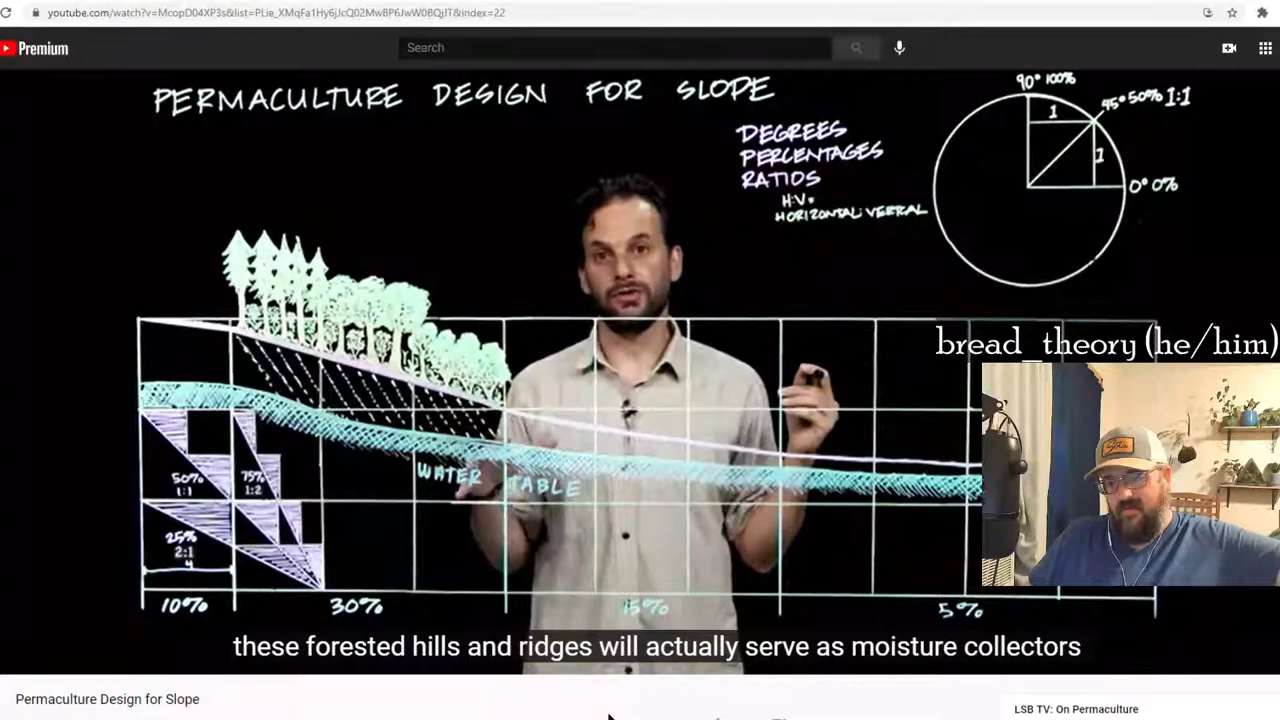 youtube.com/watch?v=McopD04XP3s&list=PLie_XMqFa1Hy6jJcQ02MwBP6JwW0BQjJT&index=22
Premium
Search
PERMACULTURE DESIGN FOR SLOPE
90° 100%
45° 50% 1:1
1
1
0° 0%
DEGREES
PERCENTAGES
RATIOS
H:V=
HORIZONTAL:VERRAL
bread_theory (he/him)
WATER TABLE
50%
1:1
75%
1:2
25%
2:1
4
10%
30%
15%
5%
these forested hills and ridges will actually serve as moisture collectors
Permaculture Design for Slope
LSB TV: On Permaculture